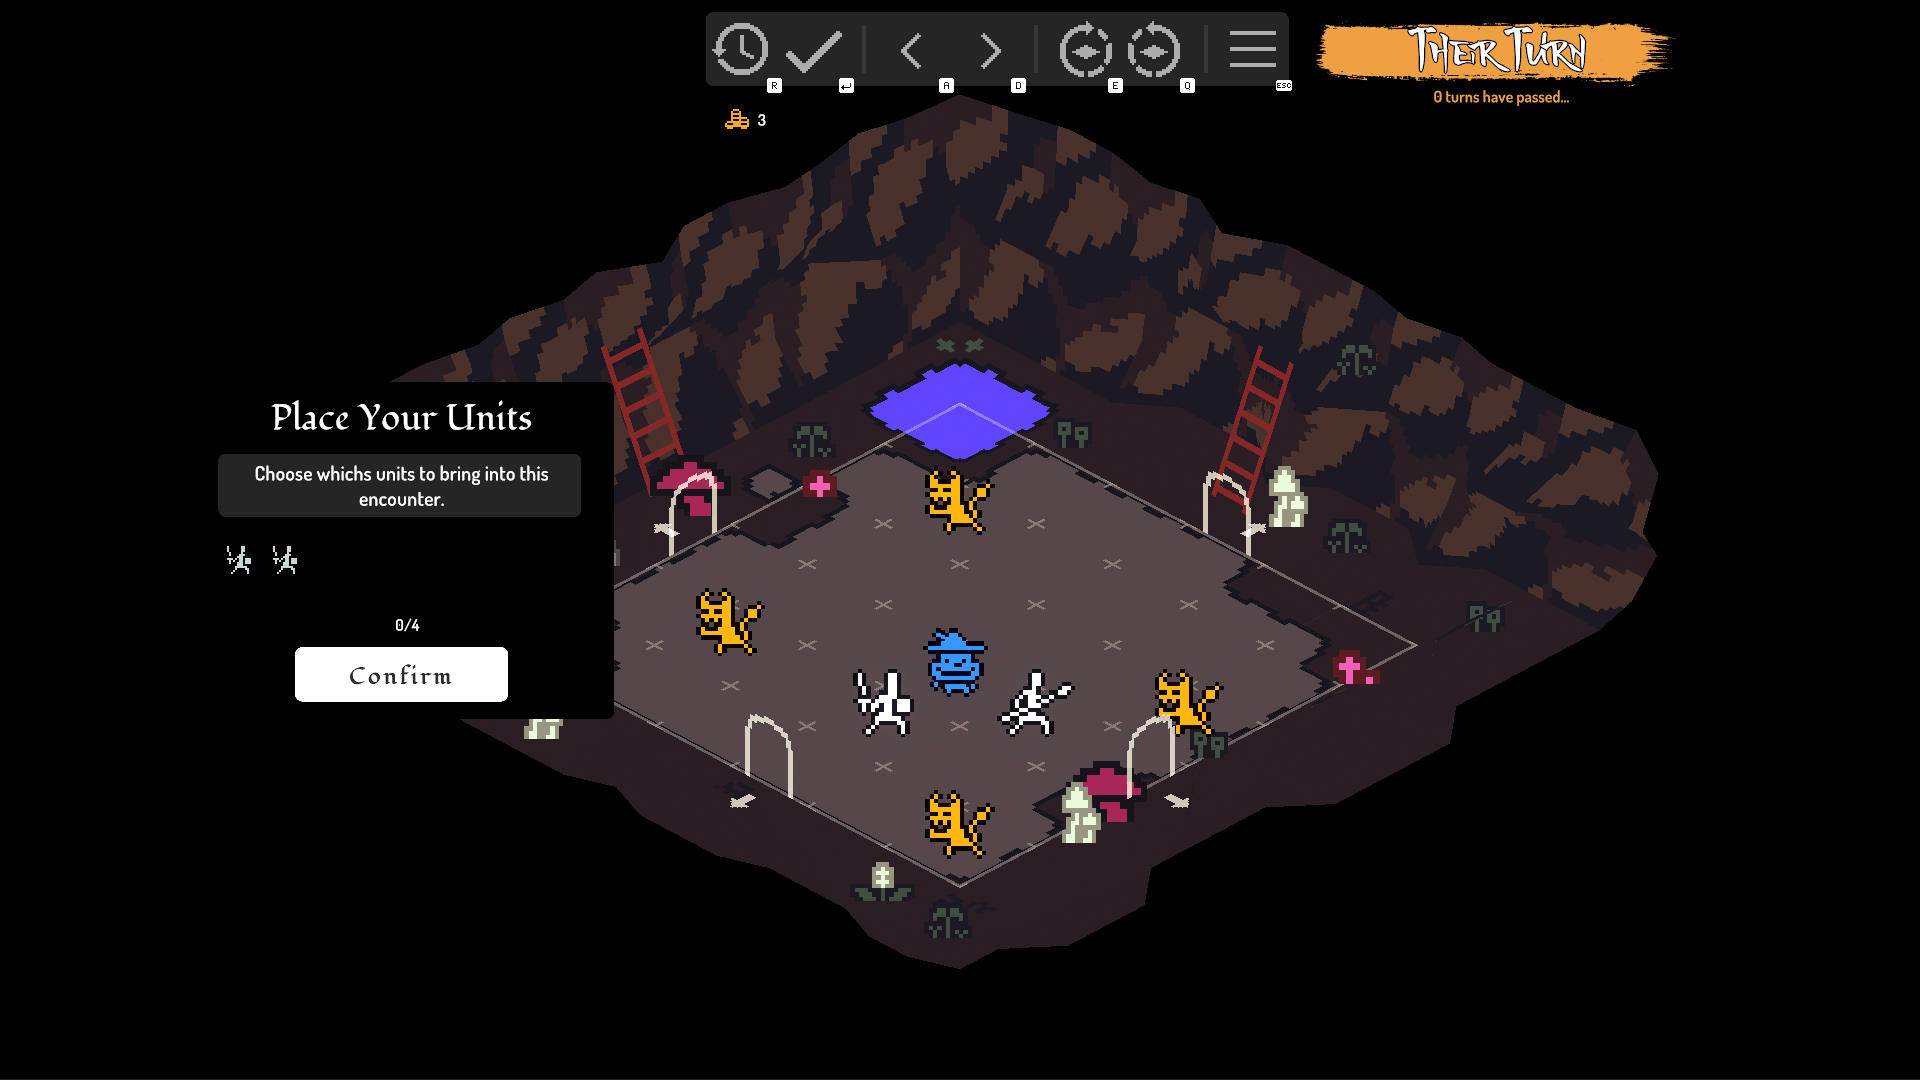 R
↵
A
D
E
Q
ESC
THER TURN
0 turns have passed...
3
Place Your Units
Choose whichs units to bring into this
encounter.
0/4
Confirm